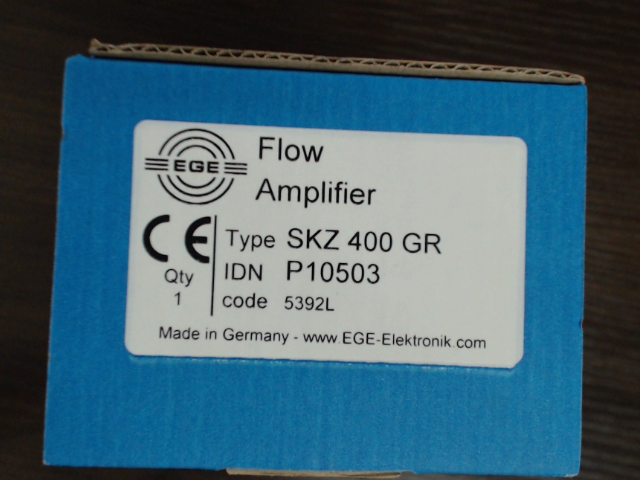 EGE
Flow
Amplifier
CE
Type SKZ 400 GR
Qty
1
IDN P10503
code 5392L
Made in Germany - www.EGE-Elektronik.com